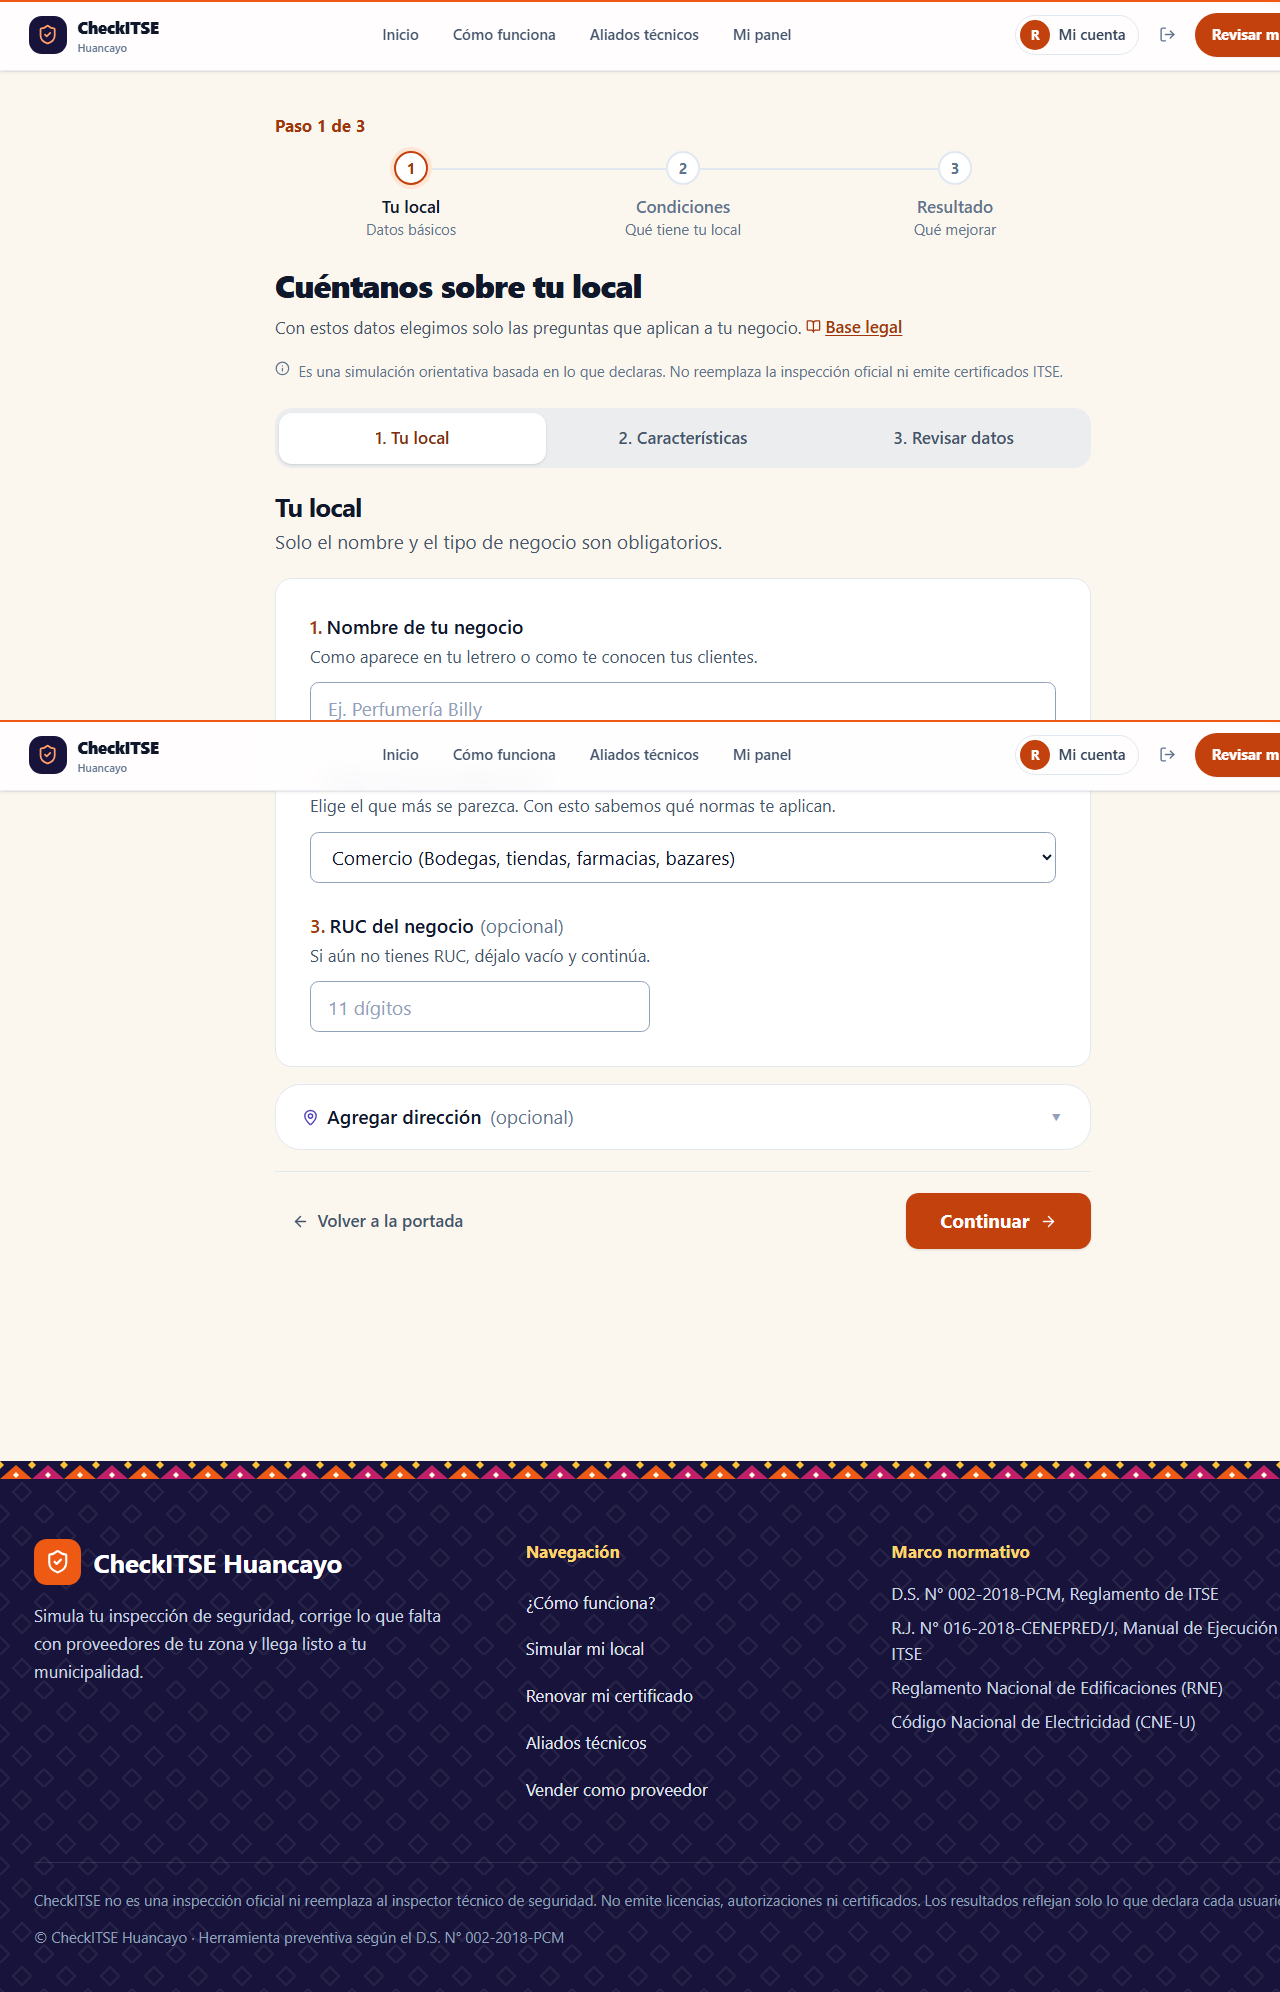 CheckITSE
Huancayo
Inicio
Cómo funciona
Aliados técnicos
Mi panel
R
Mi cuenta
Revisar m
Paso 1 de 3
1
2
3
Tu local
Condiciones
Resultado
Datos básicos
Qué tiene tu local
Qué mejorar
Cuéntanos sobre tu local
Con estos datos elegimos solo las preguntas que aplican a tu negocio. Base legal
Es una simulación orientativa basada en lo que declaras. No reemplaza la inspección oficial ni emite certificados ITSE.
1. Tu local
2. Características
3. Revisar datos
Tu local
Solo el nombre y el tipo de negocio son obligatorios.
1. Nombre de tu negocio
Como aparece en tu letrero o como te conocen tus clientes.
Ej. Perfumería Billy
CheckITSE
Huancayo
Inicio
Cómo funciona
Aliados técnicos
Mi panel
R
Mi cuenta
Revisar m
Elige el que más se parezca. Con esto sabemos qué normas te aplican.
Comercio (Bodegas, tiendas, farmacias, bazares)
3. RUC del negocio (opcional)
Si aún no tienes RUC, déjalo vacío y continúa.
11 dígitos
Agregar dirección (opcional)
Volver a la portada
Continuar
CheckITSE Huancayo
Simula tu inspección de seguridad, corrige lo que falta
con proveedores de tu zona y llega listo a tu
municipalidad.
Navegación
¿Cómo funciona?
Simular mi local
Renovar mi certificado
Aliados técnicos
Vender como proveedor
Marco normativo
D.S. N° 002-2018-PCM, Reglamento de ITSE
R.J. N° 016-2018-CENEPRED/J, Manual de Ejecución
ITSE
Reglamento Nacional de Edificaciones (RNE)
Código Nacional de Electricidad (CNE-U)
CheckITSE no es una inspección oficial ni reemplaza al inspector técnico de seguridad. No emite licencias, autorizaciones ni certificados. Los resultados reflejan solo lo que declara cada usuario
© CheckITSE Huancayo · Herramienta preventiva según el D.S. N° 002-2018-PCM